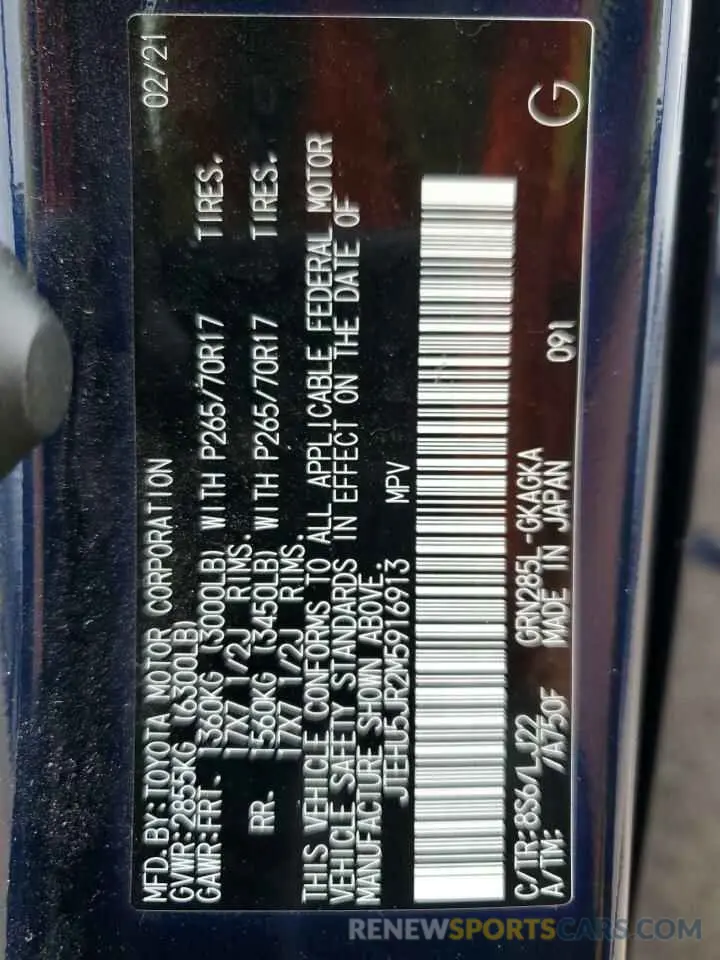 MFD. BY: TOYOTA MOTOR CORPORATION 02/21
GVWR: 2855KG (6300LB)
GAWR: FRT. 1360KG (3000LB) WITH P265/70R17 TIRES.
17X7 1/2J RIMS.
RR. 1560KG (3450LB) WITH P265/70R17 TIRES.
17X7 1/2J RIMS.
THIS VEHICLE CONFORMS TO ALL APPLICABLE FEDERAL MOTOR
VEHICLE SAFETY STANDARDS IN EFFECT ON THE DATE OF
MANUFACTURE SHOWN ABOVE.
JTEHU5JR2M5916913 MPV
C/TR: 8S6/LJ22 GRN285L-GKAGKA
A/TM: /A750F MADE IN JAPAN 091 G
RENEWSPORTSCARS.COM